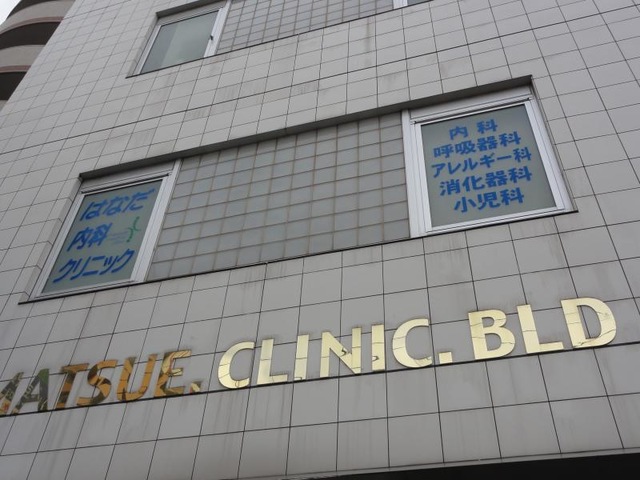 はなだ
内科
クリニック
内科
呼吸器科
アレルギー科
消化器科
小児科
MATSUE. CLINIC. BLD